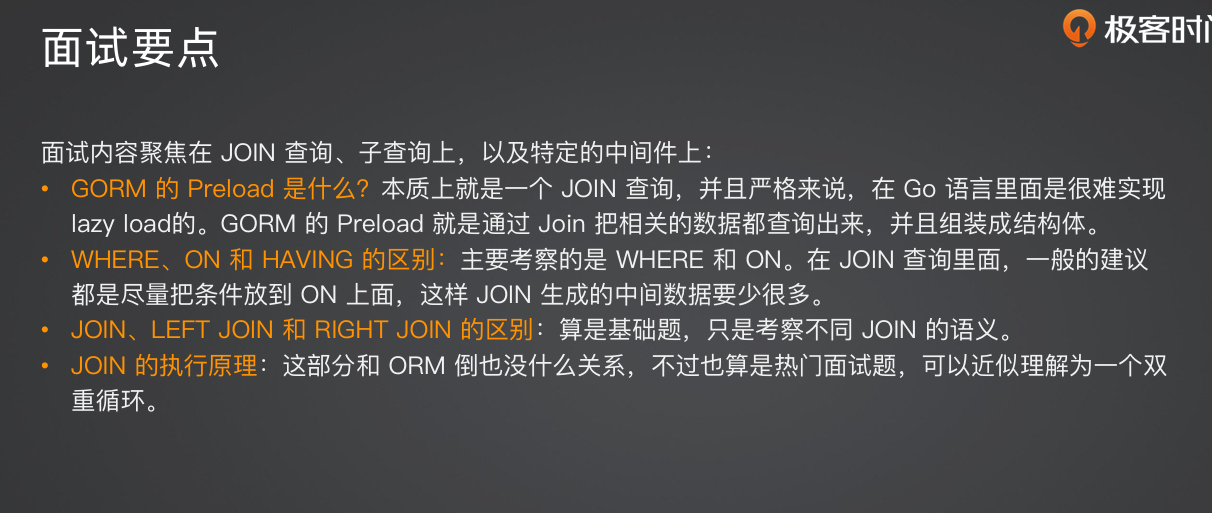 面试要点
极客时间
面试内容聚焦在 JOIN 查询、子查询上，以及特定的中间件上：
• GORM 的 Preload 是什么？本质上就是一个 JOIN 查询，并且严格来说，在 Go 语言里面是很难实现
lazy load的。GORM 的 Preload 就是通过 Join 把相关的数据都查询出来，并且组装成结构体。
• WHERE、ON 和 HAVING 的区别：主要考察的是 WHERE 和 ON。在 JOIN 查询里面，一般的建议
都是尽量把条件放到 ON 上面，这样 JOIN 生成的中间数据要少很多。
• JOIN、LEFT JOIN 和 RIGHT JOIN 的区别：算是基础题，只是考察不同 JOIN 的语义。
• JOIN 的执行原理：这部分和 ORM 倒也没什么关系，不过也算是热门面试题，可以近似理解为一个双
重循环。